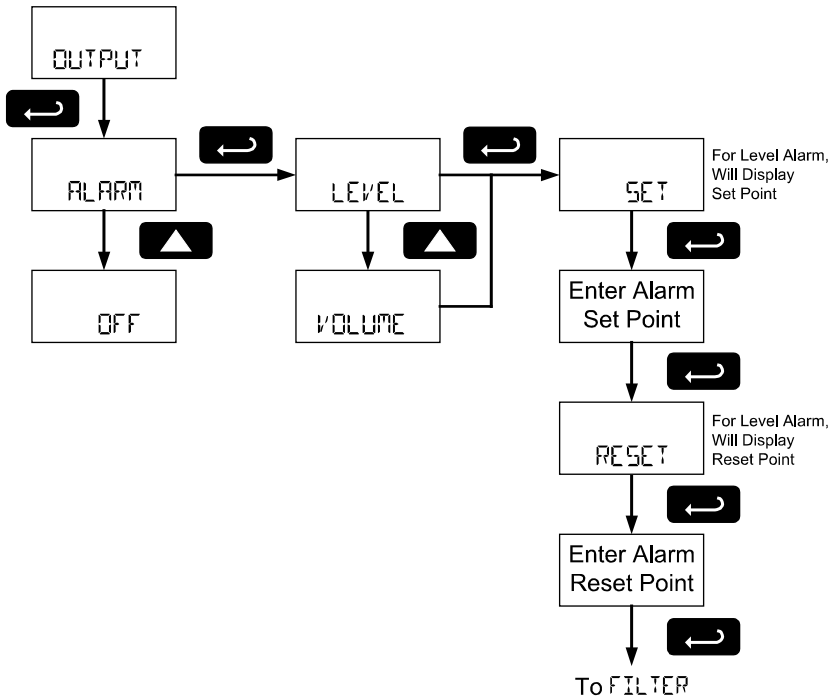 OUTPUT
ALARM
OFF
LEVEL
VOLUME
SET
For Level Alarm,
Will Display
Set Point
Enter Alarm
Set Point
RESET
For Level Alarm,
Will Display
Reset Point
Enter Alarm
Reset Point
To FILTER